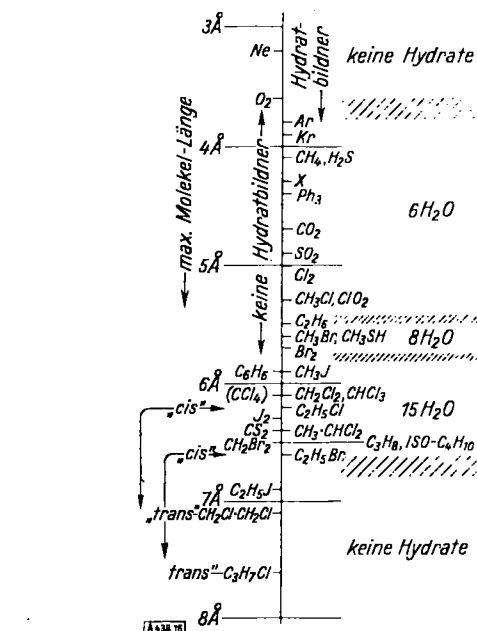 3Å
Ne
Hydrat-
bildner
keine Hydrate
O2
Ar
Kr
4Å
CH4, H2S
max. Molekel-Länge
keine Hydratbildner
X
Ph3
6H2O
CO2
SO2
5Å
Cl2
CH3Cl, ClO2
C2H6
CH3Br, CH3SH
8H2O
Br2
C6H6
CH3J
6Å
(CCl4)
CH2Cl2, CHCl3
„cis"
C2H5Cl
15H2O
J2
CS2
CH3·CHCl2
CH2Br2
C3H8, ISO-C4H10
„cis"
C2H5Br
C2H5J
7Å
„trans"-CH2Cl·CH2Cl
keine Hydrate
trans"-C3H7Cl
8Å